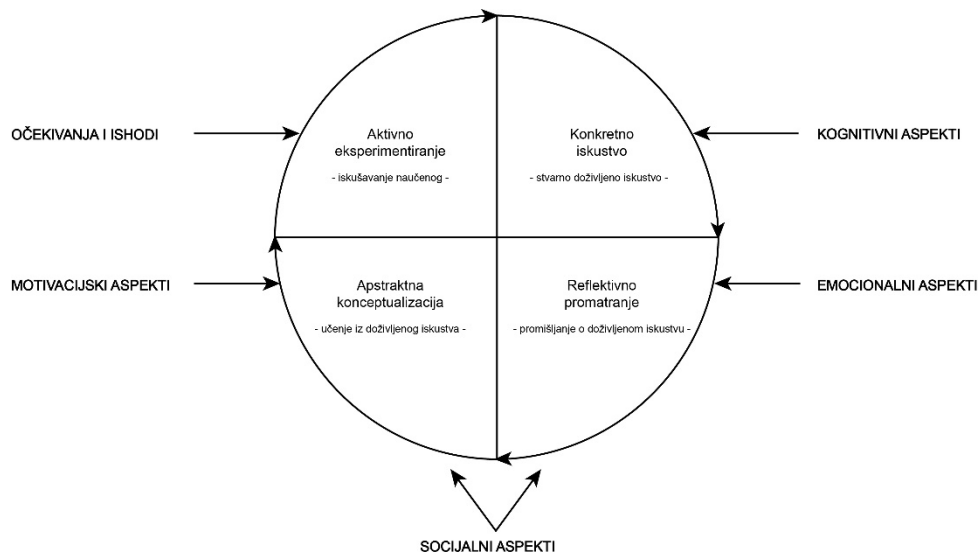 OČEKIVANJA I ISHODI
Aktivno
eksperimentiranje
- iskušavanje naučenog -
Konkretno
iskustvo
- stvarno doživljeno iskustvo -
KOGNITIVNI ASPEKTI
MOTIVACIJSKI ASPEKTI
Apstraktna
konceptualizacija
- učenje iz doživljenog iskustva -
Reflektivno
promatranje
- promišljanje o doživljenom iskustvu -
EMOCIONALNI ASPEKTI
SOCIJALNI ASPEKTI